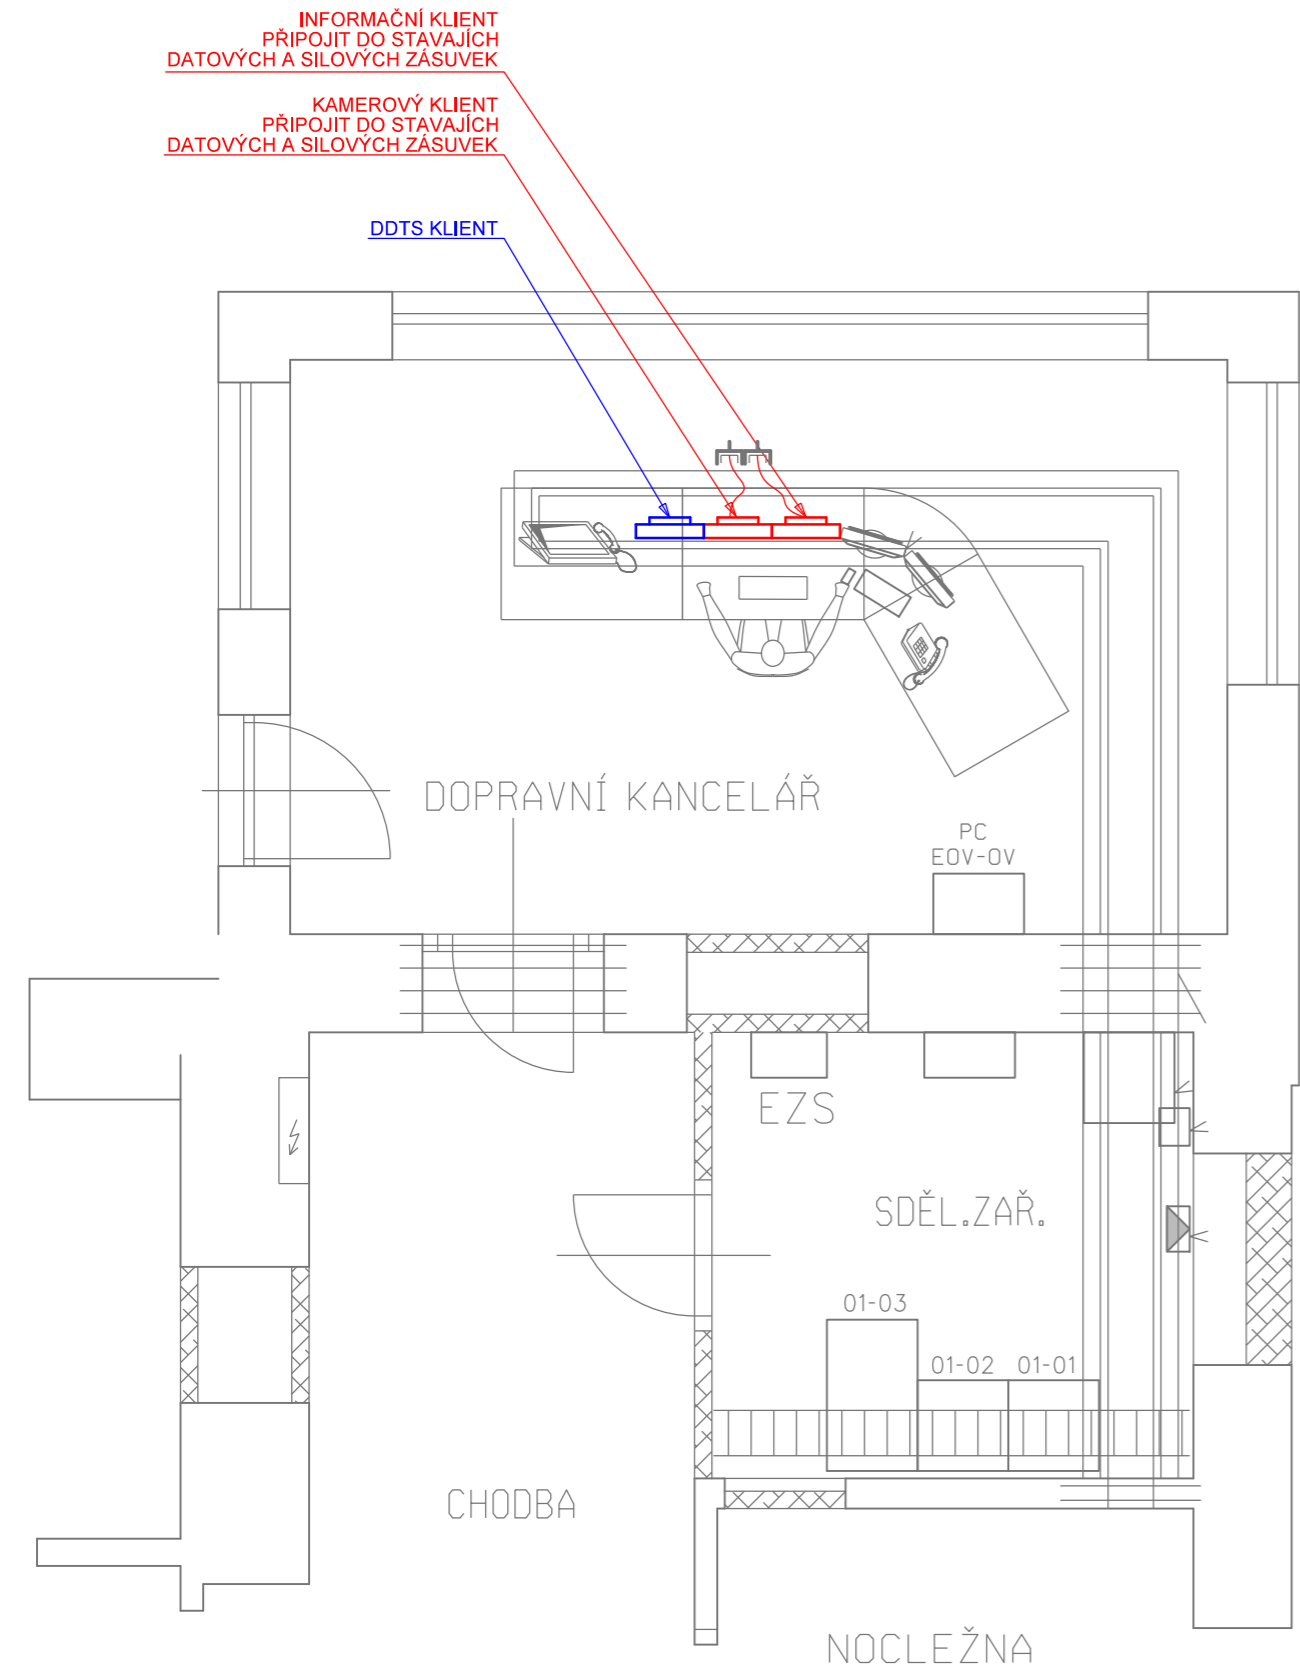 INFORMAČNÍ KLIENT
PŘIPOJIT DO STAVAJÍCH
DATOVÝCH A SILOVÝCH ZÁSUVEK
KAMEROVÝ KLIENT
PŘIPOJIT DO STAVAJÍCH
DATOVÝCH A SILOVÝCH ZÁSUVEK
DDTS KLIENT
DOPRAVNÍ KANCELÁŘ
PC
EOV-OV
EZS
SDĚL.ZAŘ.
01-03
01-02
01-01
CHODBA
NOCLEŽNA